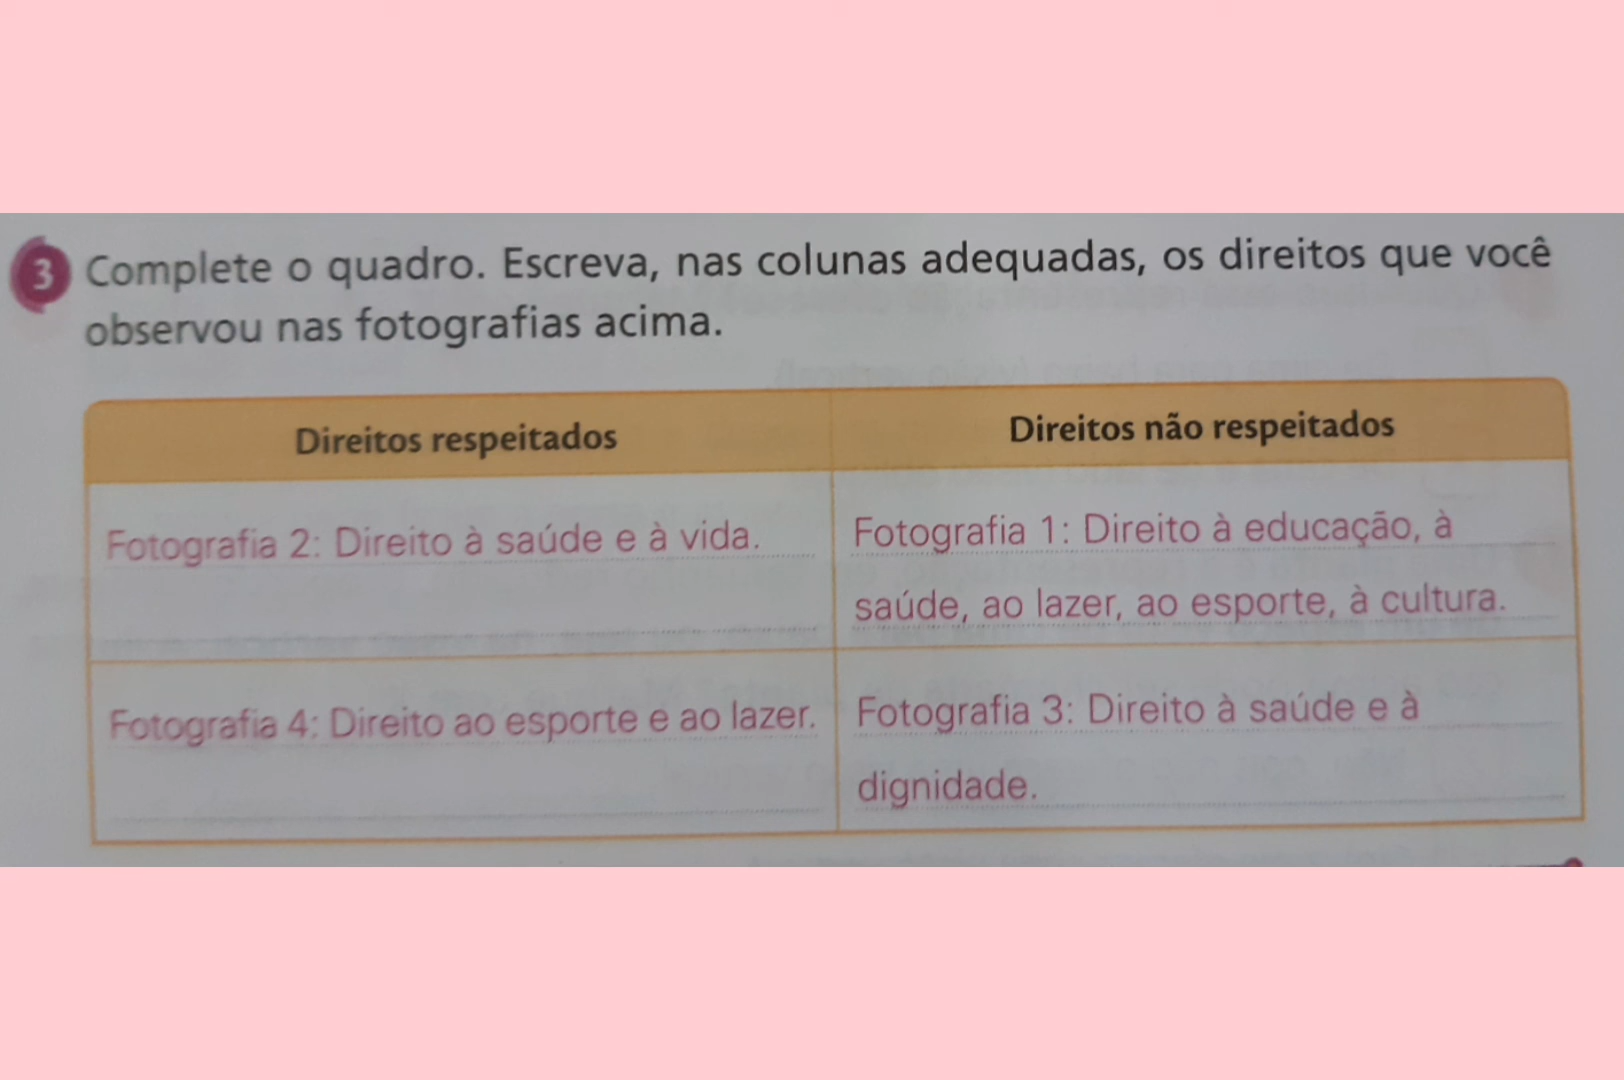 3 Complete o quadro. Escreva, nas colunas adequadas, os direitos que você
observou nas fotografias acima.
Direitos respeitados
Direitos não respeitados
Fotografia 2: Direito à saúde e à vida.
Fotografia 1: Direito à educação, à
saúde, ao lazer, ao esporte, à cultura.
Fotografia 4: Direito ao esporte e ao lazer.
Fotografia 3: Direito à saúde e à
dignidade.